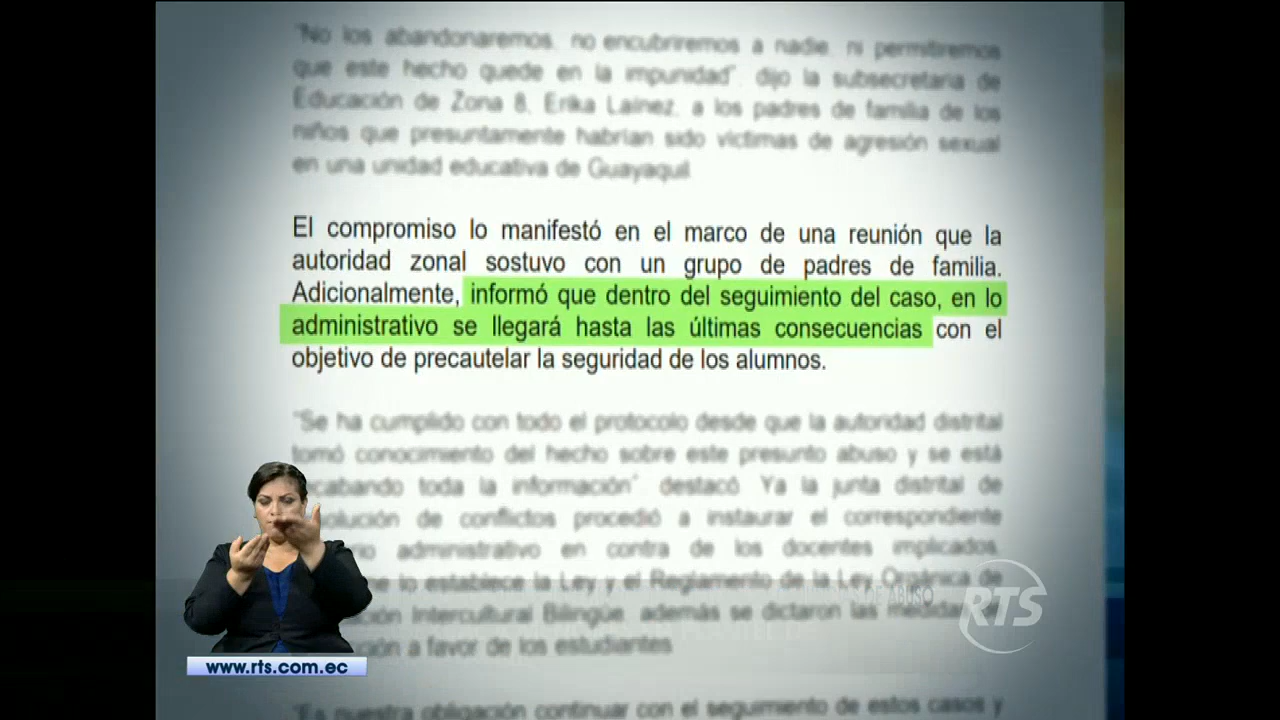 "No los abandonaremos, no encubriremos a nadie, ni permitiremos
que este hecho quede en la impunidad", dijo la subsecretaria de
Educación de Zona 8, Erika Laínez, a los padres de familia de los
niños que presuntamente habrían sido víctimas de agresión sexual
en una unidad educativa de Guayaquil.
El compromiso lo manifestó en el marco de una reunión que la
autoridad zonal sostuvo con un grupo de padres de familia.
Adicionalmente, informó que dentro del seguimiento del caso, en lo
administrativo se llegará hasta las últimas consecuencias con el
objetivo de precautelar la seguridad de los alumnos.
"Se ha cumplido con todo el protocolo desde que la autoridad distrital
tomó conocimiento del hecho sobre este presunto abuso y se está
recabando toda la información" destacó. Ya la junta distrital de
de conflictos procedió a instaurar el correspondiente
administrativo en contra de los docentes implicados,
lo establece la Ley y el Reglamento de la Ley Orgánica de
Intercultural Bilingüe, además se dictaron las
a favor de los estudiantes
"Es nuestra obligación continuar con el seguimiento de estos casos y
DE ABUSO
RTS
www.rts.com.ec